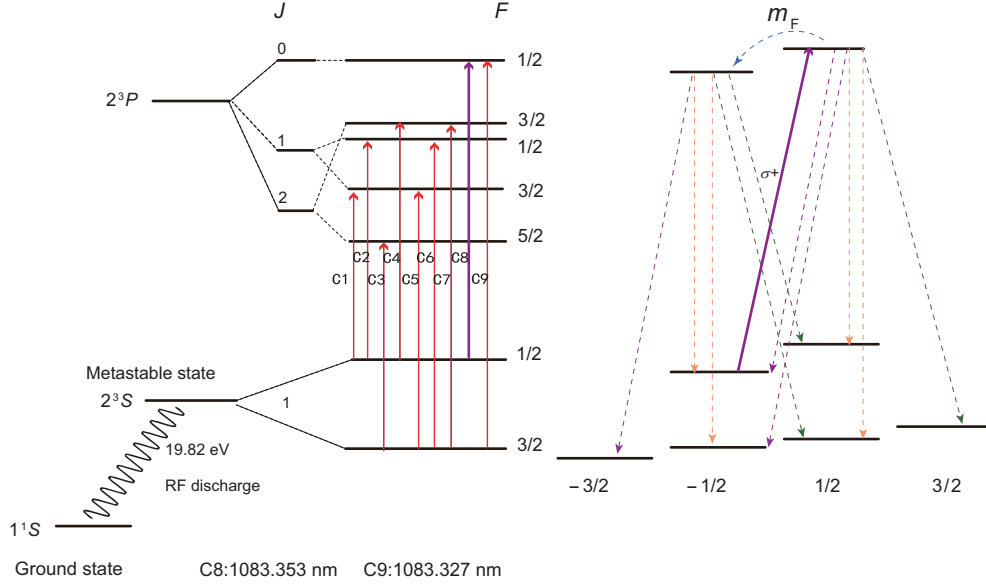 J F m_F
0 1/2
2³P 3/2
1 1/2
2 3/2
5/2
σ+
C2 C4 C6 C8
C1 C3 C5 C7 C9
1/2
Metastable state
2³S 1
19.82 eV 3/2
RF discharge
– 3/2 – 1/2 1/2 3/2
1¹S
Ground state C8:1083.353 nm C9:1083.327 nm